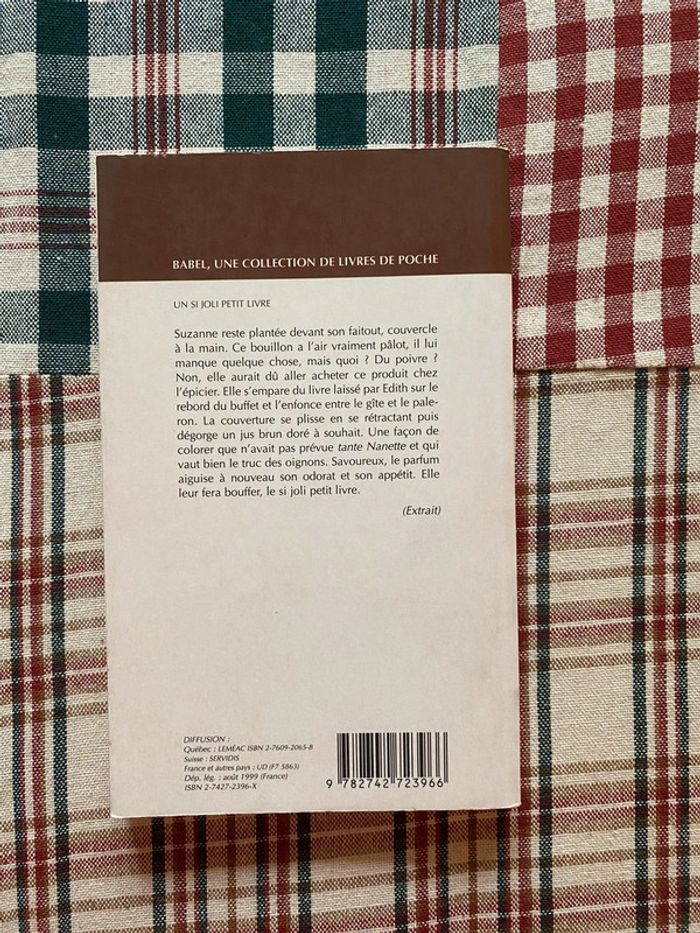 BABEL, UNE COLLECTION DE LIVRES DE POCHE
UN SI JOLI PETIT LIVRE
Suzanne reste plantée devant son faitout, couvercle
à la main. Ce bouillon a l'air vraiment pâlot, il lui
manque quelque chose, mais quoi ? Du poivre ?
Non, elle aurait dû aller acheter ce produit chez
l'épicier. Elle s'empare du livre laissé par Edith sur le
rebord du buffet et l'enfonce entre le gîte et le pale-
ron. La couverture se plisse en se rétractant puis
dégorge un jus brun doré à souhait. Une façon de
colorer que n'avait pas prévue tante Nanette et qui
vaut bien le truc des oignons. Savoureux, le parfum
aiguise à nouveau son odorat et son appétit. Elle
leur fera bouffer, le si joli petit livre.
(Extrait)
DIFFUSION :
Québec : LEMÉAC ISBN 2-7609-2065-8
Suisse : SERVIDIS
France et autres pays : UD (F7 5863)
Dép. lég. : août 1999 (France)
ISBN 2-7427-2396-X
9 782742 723966